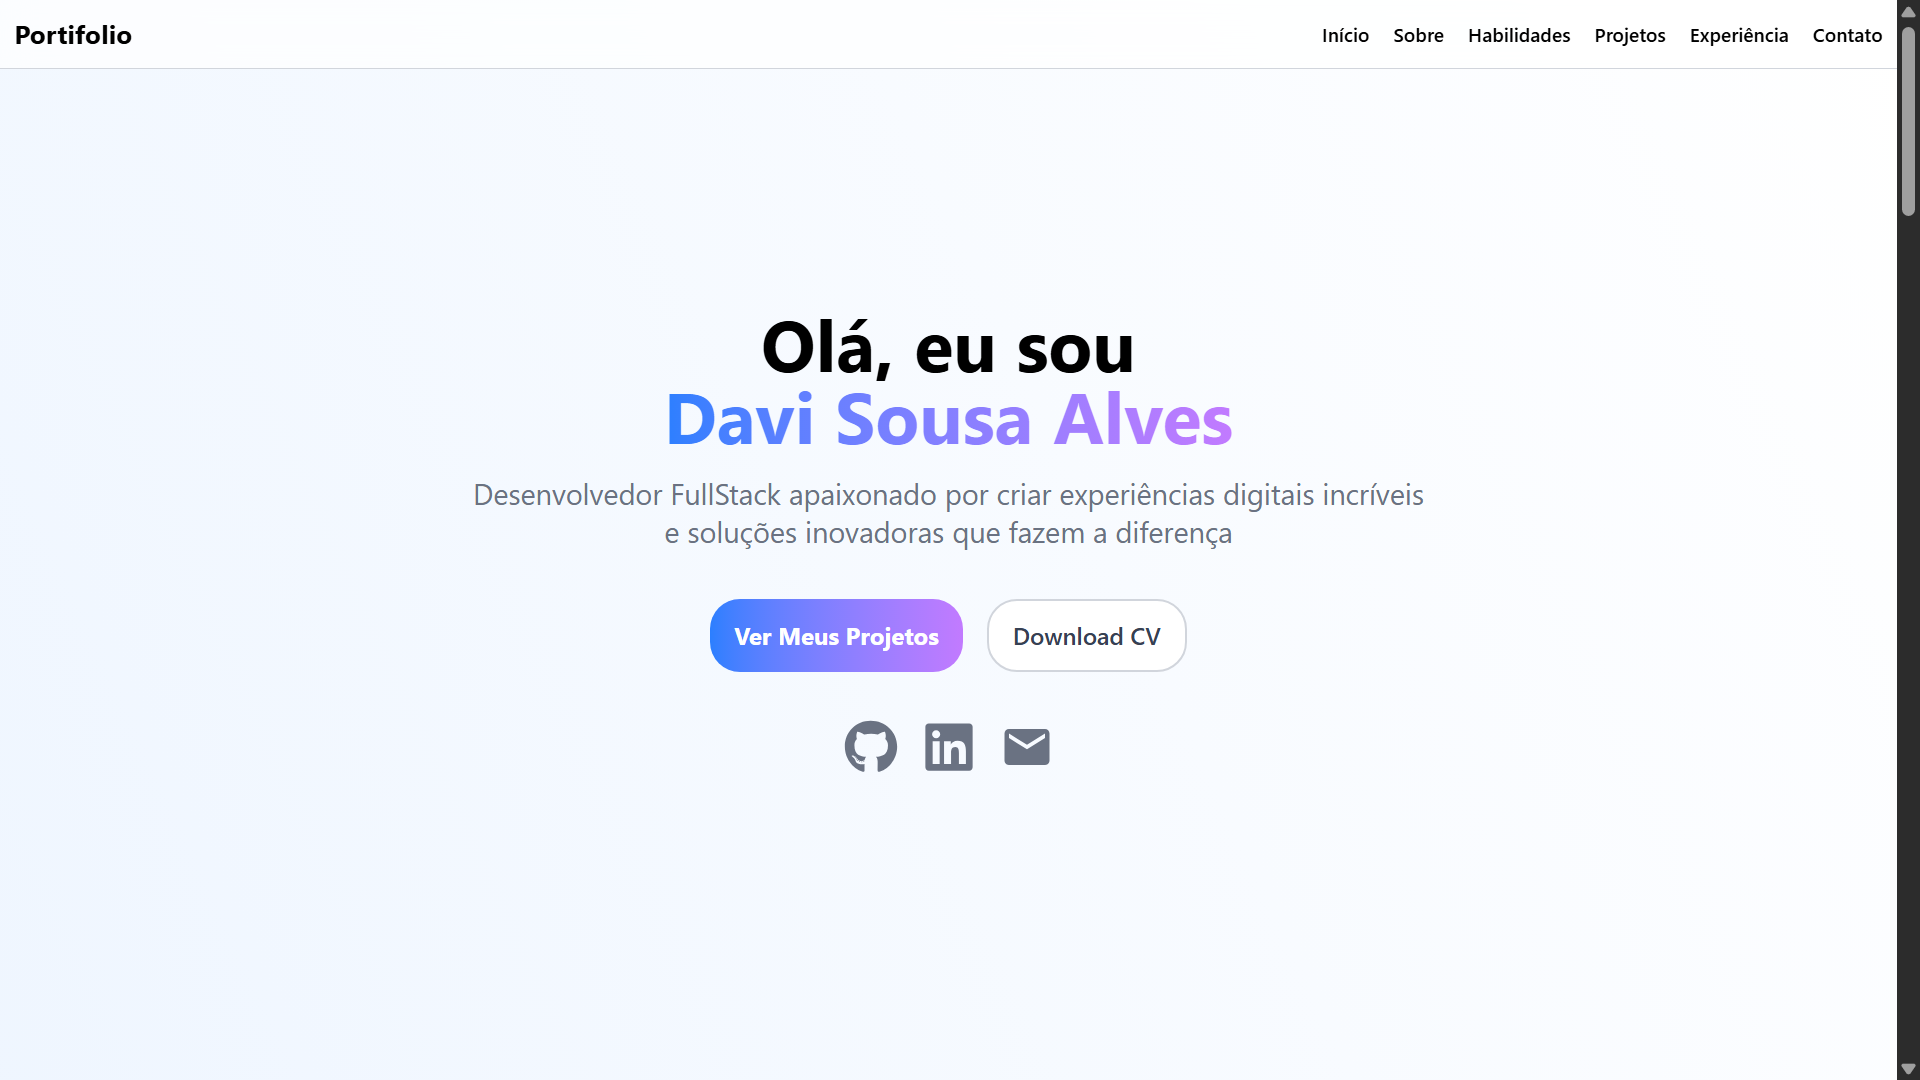 Portifolio
Início Sobre Habilidades Projetos Experiência Contato
Olá, eu sou
Davi Sousa Alves
Desenvolvedor FullStack apaixonado por criar experiências digitais incríveis
e soluções inovadoras que fazem a diferença
Ver Meus Projetos
Download CV